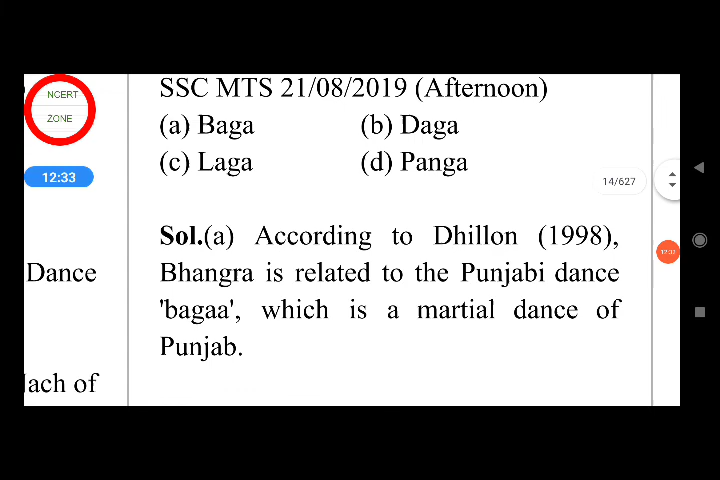 NCERT
ZONE
12:33
Dance
lach of
SSC MTS 21/08/2019 (Afternoon)
(a) Baga (b) Daga
(c) Laga (d) Panga
Sol.(a) According to Dhillon (1998),
Bhangra is related to the Punjabi dance
'bagaa', which is a martial dance of
Punjab.
14/627